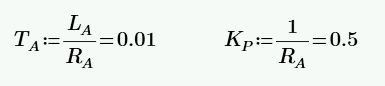 T_A := L_A / R_A = 0.01    K_P := 1 / R_A = 0.5